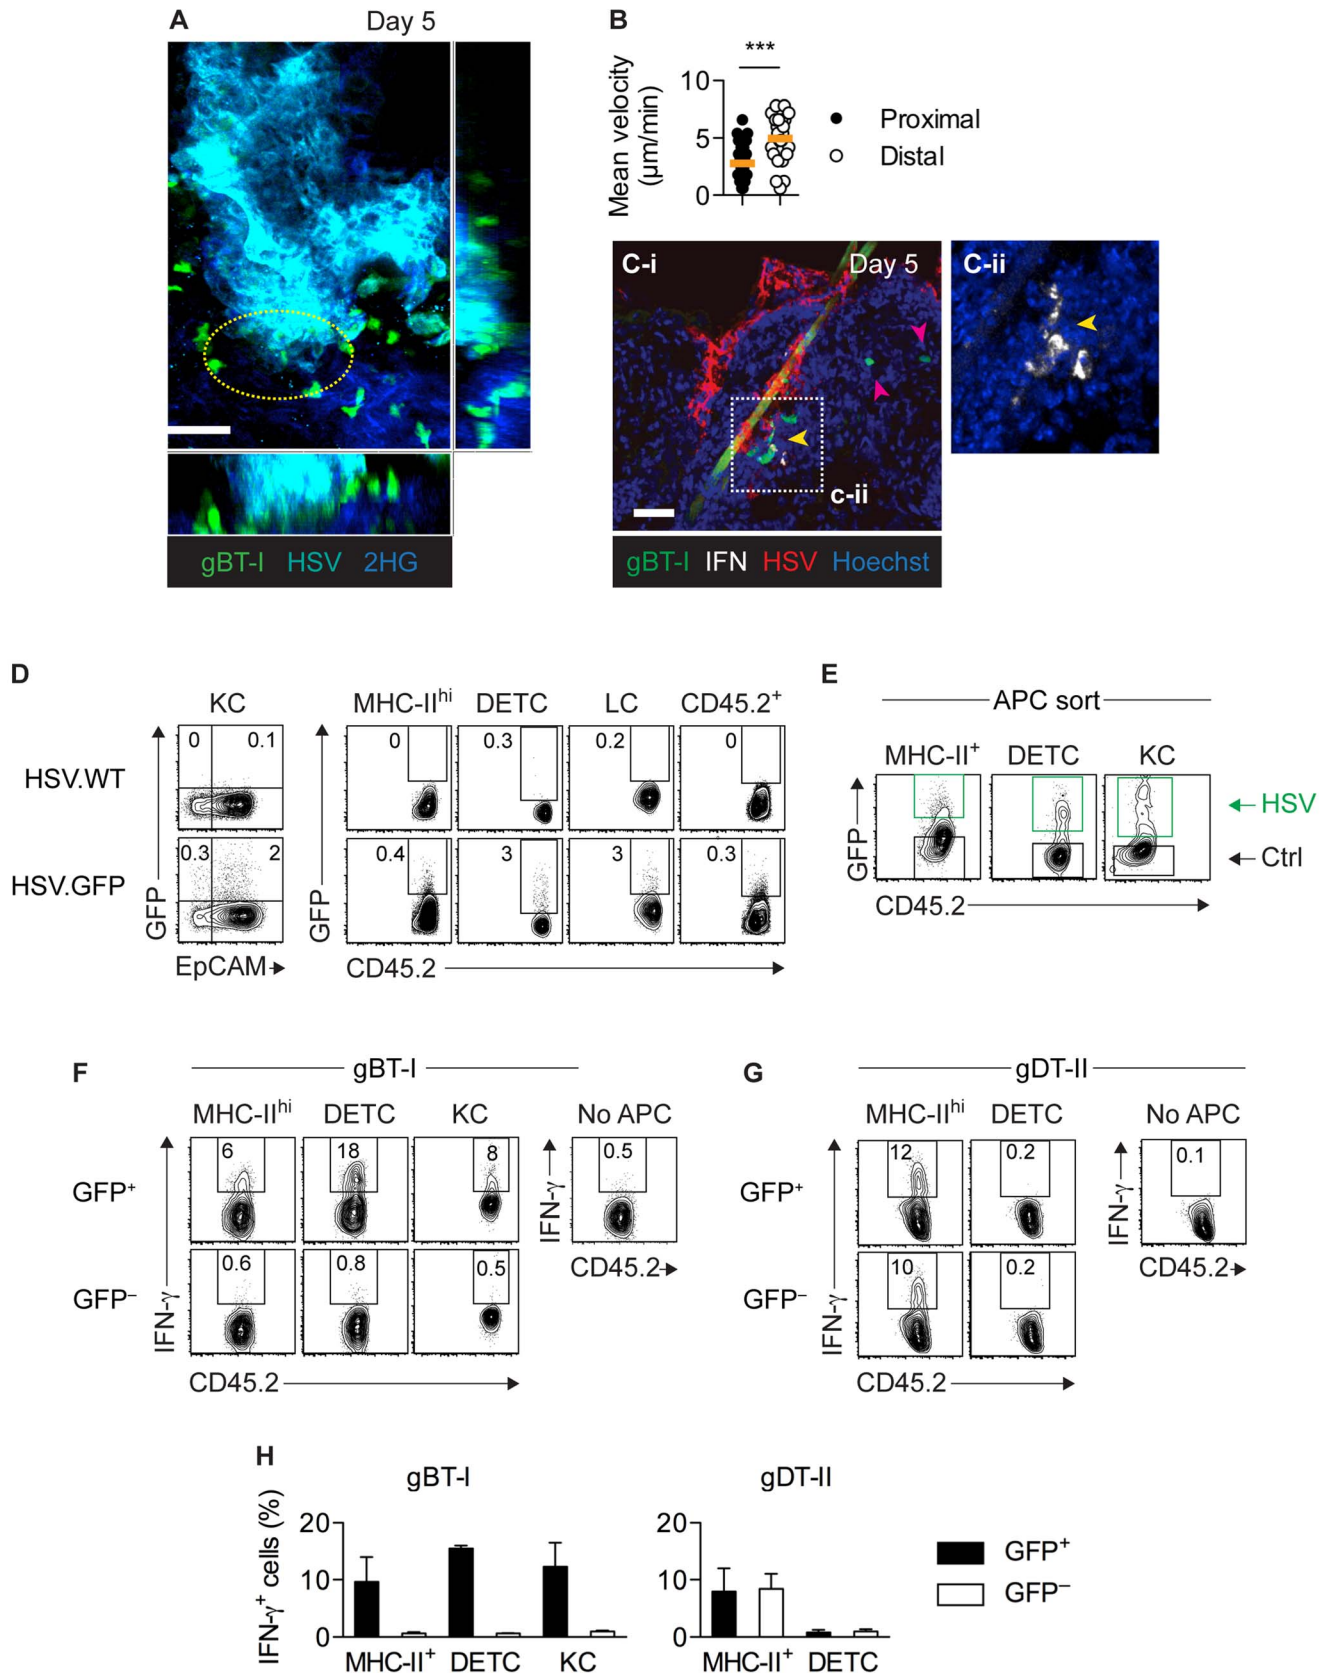 A
Day 5
gBT-I HSV 2HG
B
***
Mean velocity
(μm/min)
10
5
0
Proximal
Distal
C-i
Day 5
c-ii
gBT-I IFN HSV Hoechst
C-ii
D
KC
MHC-IIhi DETC LC CD45.2+
HSV.WT
GFP
0 0.1
GFP
0
0.3
0.2
0
HSV.GFP
0.3 2
0.4
3
3
0.3
EpCAM
CD45.2
E
APC sort
MHC-II+ DETC KC
GFP
HSV
Ctrl
CD45.2
F
gBT-I
MHC-IIhi DETC KC No APC
GFP+
IFN-γ
6
18
8
IFN-γ
0.5
CD45.2
GFP−
0.6
0.8
0.5
CD45.2
G
gDT-II
MHC-IIhi DETC No APC
GFP+
IFN-γ
12
0.2
IFN-γ
0.1
CD45.2
GFP−
10
0.2
CD45.2
H
gBT-I
IFN-γ+ cells (%)
20
10
0
MHC-II+ DETC KC
gDT-II
20
10
0
MHC-II+ DETC
GFP+
GFP−